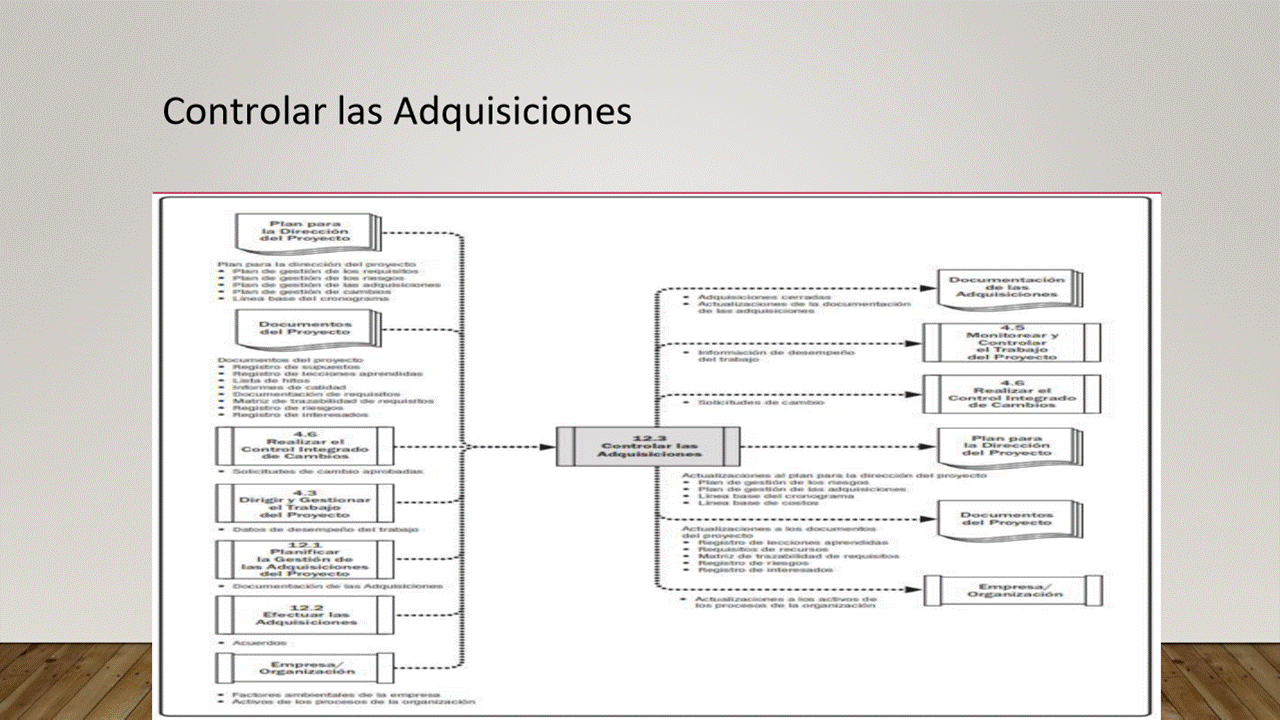 Controlar las Adquisiciones
Plan para
la Dirección
del Proyecto
Plan para la dirección del proyecto
• Plan de gestión de los requisitos
• Plan de gestión de los riesgos
• Plan de gestión de las adquisiciones
• Plan de gestión de cambios
• Línea base del cronograma
Documentos
del Proyecto
Documentos del proyecto
• Registro de supuestos
• Registro de lecciones aprendidas
• Lista de hitos
• Informes de calidad
• Documentación de requisitos
• Matriz de trazabilidad de requisitos
• Registro de riesgos
• Registro de interesados
4.6
Realizar el
Control Integrado
de Cambios
• Solicitudes de cambio aprobadas
4.3
Dirigir y Gestionar
el Trabajo
del Proyecto
• Datos de desempeño del trabajo
12.1
Planificar
la Gestión de
las Adquisiciones
del Proyecto
• Documentación de las Adquisiciones
12.2
Efectuar las
Adquisiciones
• Acuerdos
Empresa/
Organización
• Factores ambientales de la empresa
• Activos de los procesos de la organización
12.3
Controlar las
Adquisiciones
• Adquisiciones cerradas
• Actualizaciones de la documentación
de las adquisiciones
Documentación
de las
Adquisiciones
• Información de desempeño
del trabajo
4.5
Monitorear y
Controlar
el Trabajo
del Proyecto
• Solicitudes de cambio
4.6
Realizar el
Control Integrado
de Cambios
Plan para
la Dirección
del Proyecto
Actualizaciones al plan para la dirección del proyecto
• Plan de gestión de los riesgos
• Plan de gestión de las adquisiciones
• Línea base del cronograma
• Línea base de costos
Documentos
del Proyecto
Actualizaciones a los documentos
del proyecto
• Registro de lecciones aprendidas
• Requisitos de recursos
• Matriz de trazabilidad de requisitos
• Registro de riesgos
• Registro de interesados
Empresa/
Organización
• Actualizaciones a los activos de
los procesos de la organización